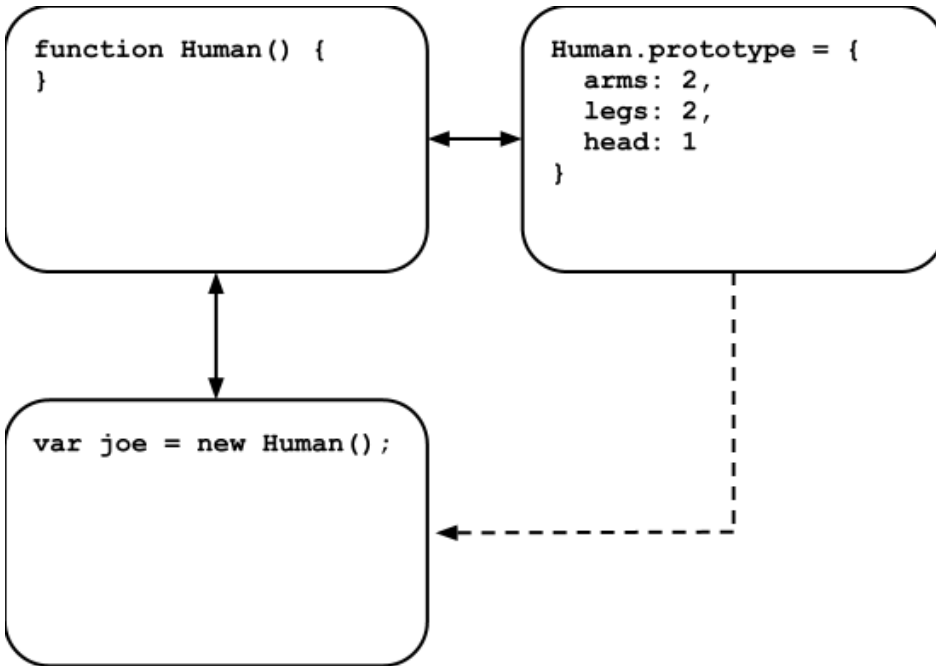 function Human() {
}
Human.prototype = {
  arms: 2,
  legs: 2,
  head: 1
}
var joe = new Human();